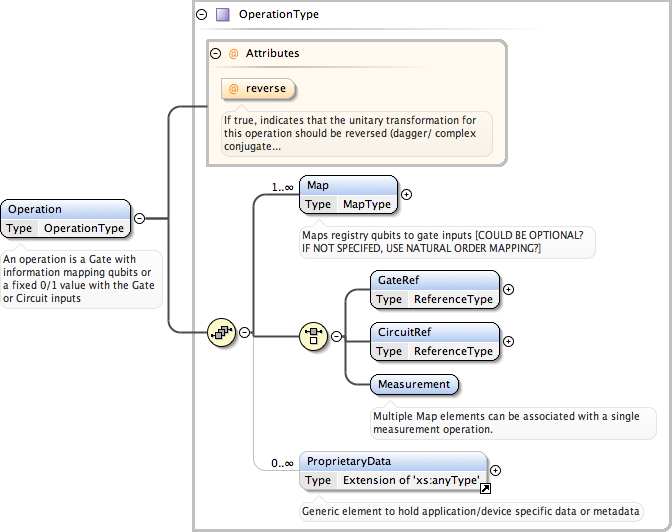 OperationType
@ Attributes
@ reverse
If true, indicates that the unitary transformation for
this operation should be reversed (dagger/ complex
conjugate...
1..∞
Map
Type MapType
Maps registry qubits to gate inputs [COULD BE OPTIONAL?
IF NOT SPECIFED, USE NATURAL ORDER MAPPING?]
Operation
Type OperationType
An operation is a Gate with
information mapping qubits or
a fixed 0/1 value with the Gate
or Circuit inputs
GateRef
Type ReferenceType
CircuitRef
Type ReferenceType
Measurement
Multiple Map elements can be associated with a single
measurement operation.
0..∞
ProprietaryData
Type Extension of 'xs:anyType'
Generic element to hold application/device specific data or metadata